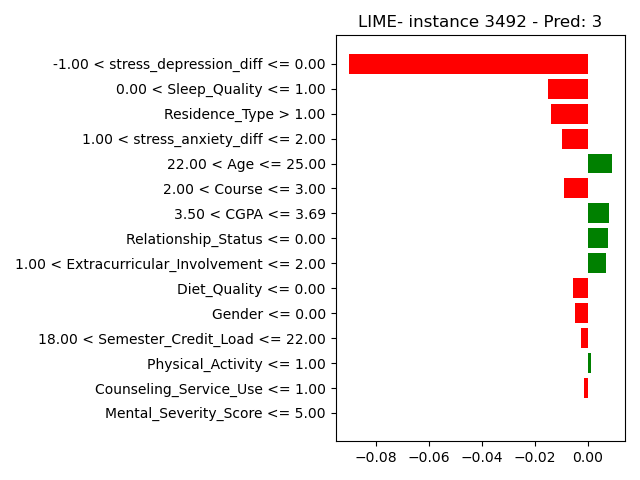 LIME- instance 3492 - Pred: 3
-1.00 < stress_depression_diff <= 0.00
0.00 < Sleep_Quality <= 1.00
Residence_Type > 1.00
1.00 < stress_anxiety_diff <= 2.00
22.00 < Age <= 25.00
2.00 < Course <= 3.00
3.50 < CGPA <= 3.69
Relationship_Status <= 0.00
1.00 < Extracurricular_Involvement <= 2.00
Diet_Quality <= 0.00
Gender <= 0.00
18.00 < Semester_Credit_Load <= 22.00
Physical_Activity <= 1.00
Counseling_Service_Use <= 1.00
Mental_Severity_Score <= 5.00
−0.08 −0.06 −0.04 −0.02 0.00